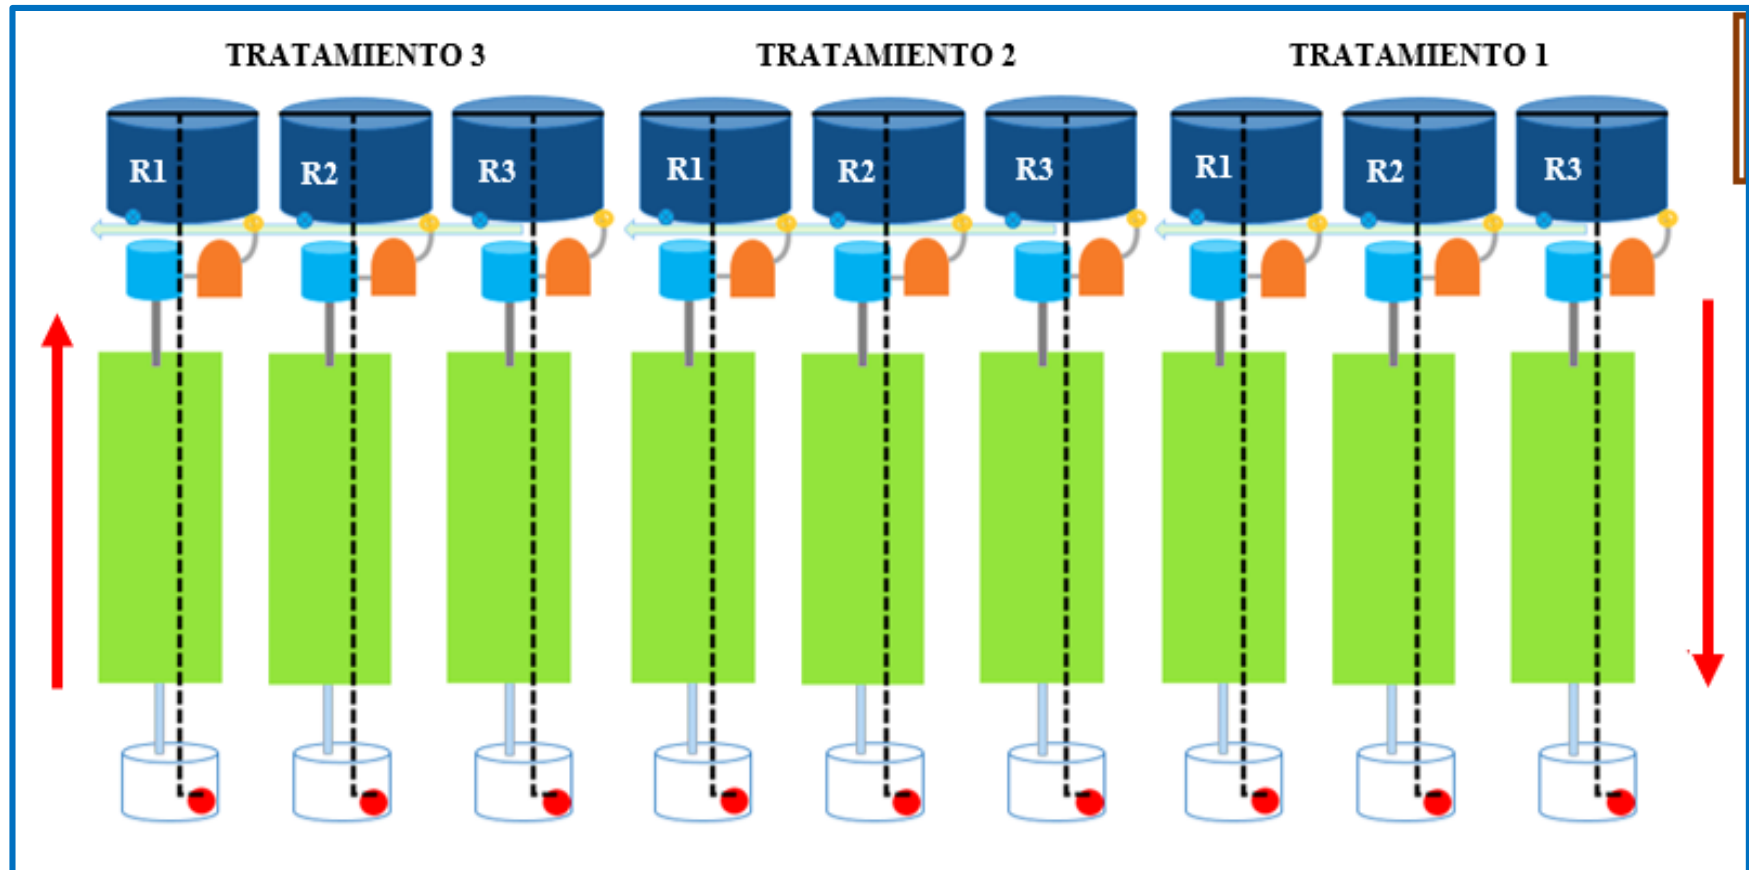 TRATAMIENTO 3 TRATAMIENTO 2 TRATAMIENTO 1
R1 R2 R3 R1 R2 R3 R1 R2 R3